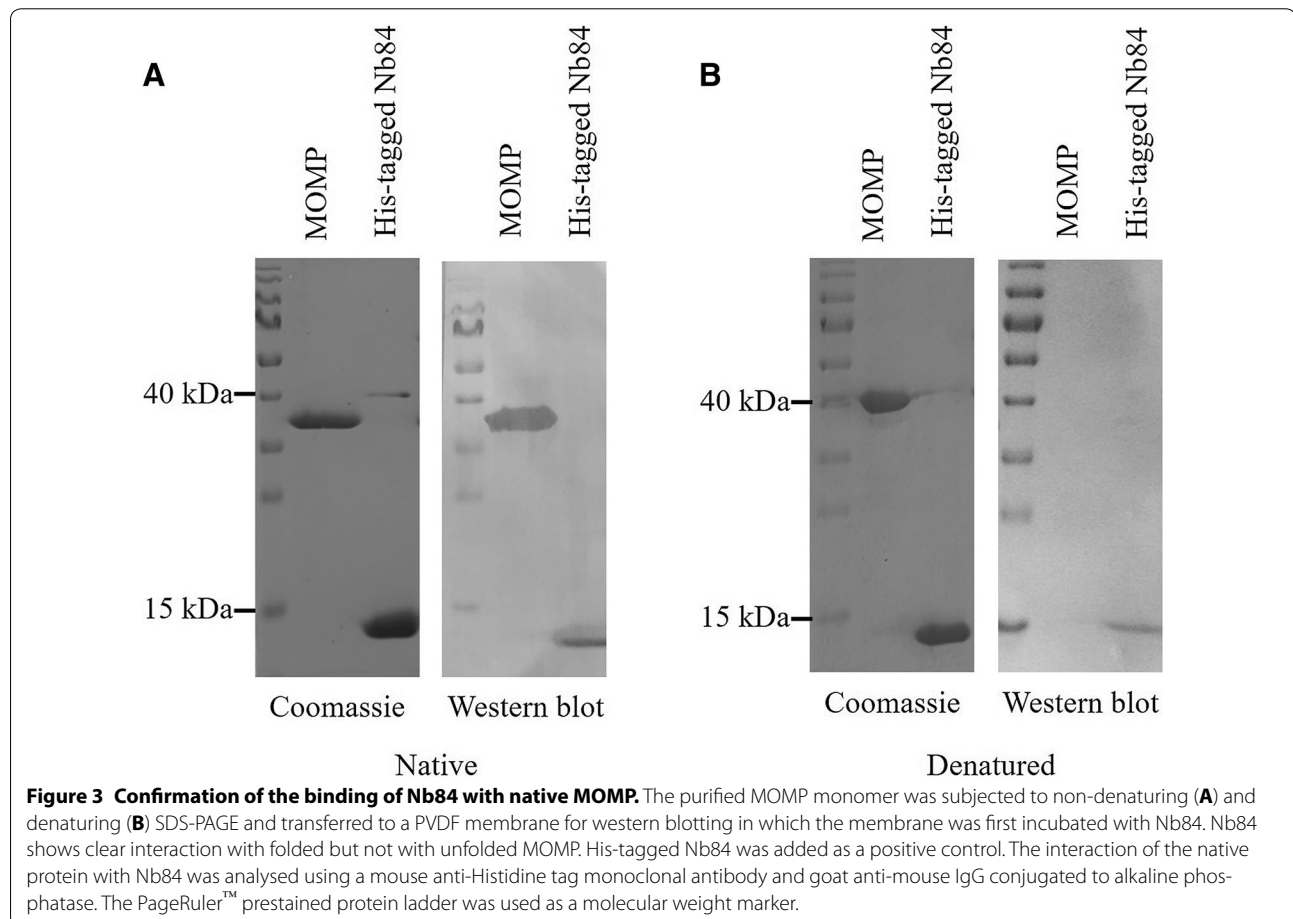 A
B
MOMP
His-tagged Nb84
MOMP
His-tagged Nb84
MOMP
His-tagged Nb84
MOMP
His-tagged Nb84
40 kDa
15 kDa
40 kDa
15 kDa
Coomassie
Western blot
Coomassie
Western blot
Native
Denatured
Figure 3 Confirmation of the binding of Nb84 with native MOMP. The purified MOMP monomer was subjected to non-denaturing (A) and
denaturing (B) SDS-PAGE and transferred to a PVDF membrane for western blotting in which the membrane was first incubated with Nb84. Nb84
shows clear interaction with folded but not with unfolded MOMP. His-tagged Nb84 was added as a positive control. The interaction of the native
protein with Nb84 was analysed using a mouse anti-Histidine tag monoclonal antibody and goat anti-mouse IgG conjugated to alkaline phos-
phatase. The PageRuler™ prestained protein ladder was used as a molecular weight marker.